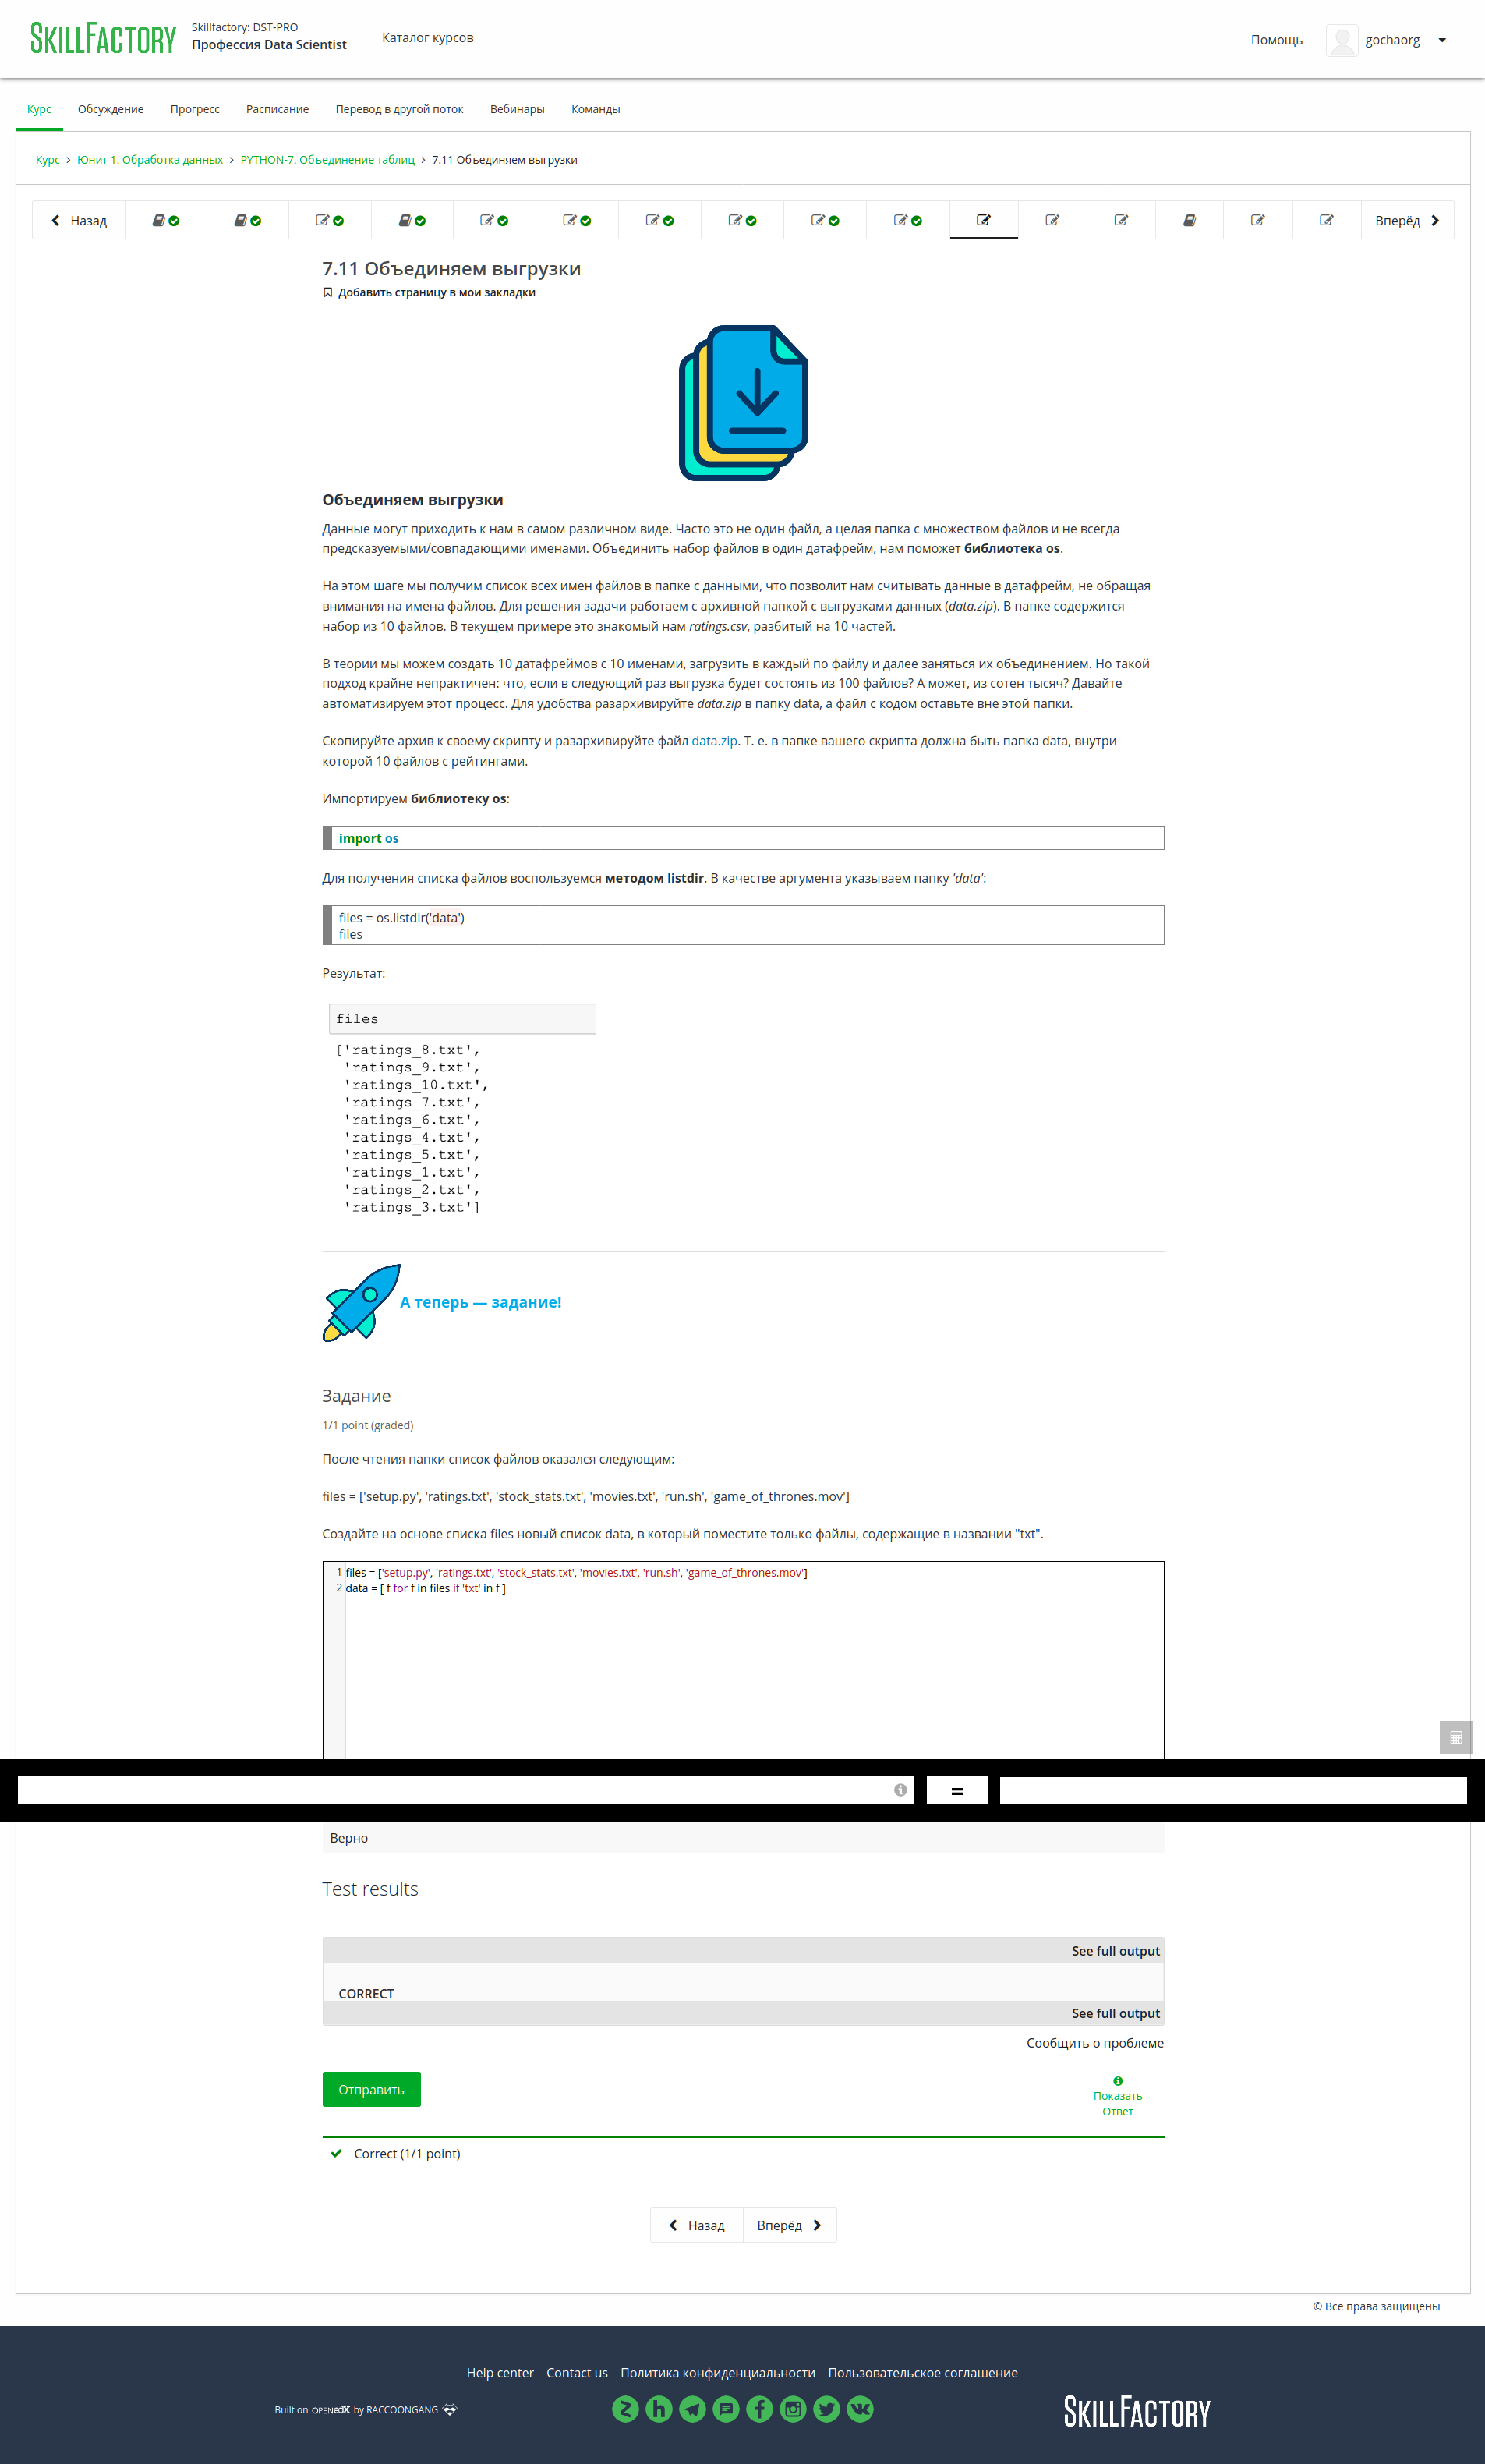 SKILLFACTORY
Skillfactory: DST-PRO
Профессия Data Scientist
Каталог курсов
Помощь
gochaorg
Курс
Обсуждение
Прогресс
Расписание
Перевод в другой поток
Вебинары
Команды
Курс > Юнит 1. Обработка данных > PYTHON-7. Объединение таблиц > 7.11 Объединяем выгрузки
Назад
Вперёд
7.11 Объединяем выгрузки
Добавить страницу в мои закладки
Объединяем выгрузки
Данные могут приходить к нам в самом различном виде. Часто это не один файл, а целая папка с множеством файлов и не всегда
предсказуемыми/совпадающими именами. Объединить набор файлов в один датафрейм, нам поможет библиотека os.
На этом шаге мы получим список всех имен файлов в папке с данными, что позволит нам считывать данные в датафрейм, не обращая
внимания на имена файлов. Для решения задачи работаем с архивной папкой с выгрузками данных (data.zip). В папке содержится
набор из 10 файлов. В текущем примере это знакомый нам ratings.csv, разбитый на 10 частей.
В теории мы можем создать 10 датафреймов с 10 именами, загрузить в каждый по файлу и далее заняться их объединением. Но такой
подход крайне непрактичен: что, если в следующий раз выгрузка будет состоять из 100 файлов? А может, из сотен тысяч? Давайте
автоматизируем этот процесс. Для удобства разархивируйте data.zip в папку data, а файл с кодом оставьте вне этой папки.
Скопируйте архив к своему скрипту и разархивируйте файл data.zip. Т. е. в папке вашего скрипта должна быть папка data, внутри
которой 10 файлов с рейтингами.
Импортируем библиотеку os:
import os
Для получения списка файлов воспользуемся методом listdir. В качестве аргумента указываем папку 'data':
files = os.listdir('data')
files
Результат:
files
['ratings_8.txt',
'ratings_9.txt',
'ratings_10.txt',
'ratings_7.txt',
'ratings_6.txt',
'ratings_4.txt',
'ratings_5.txt',
'ratings_1.txt',
'ratings_2.txt',
'ratings_3.txt']
А теперь — задание!
Задание
1/1 point (graded)
После чтения папки список файлов оказался следующим:
files = ['setup.py', 'ratings.txt', 'stock_stats.txt', 'movies.txt', 'run.sh', 'game_of_thrones.mov']
Создайте на основе списка files новый список data, в который поместите только файлы, содержащие в названии "txt".
1 files = ['setup.py', 'ratings.txt', 'stock_stats.txt', 'movies.txt', 'run.sh', 'game_of_thrones.mov']
2 data = [ f for f in files if 'txt' in f ]
=
Верно
Test results
See full output
CORRECT
See full output
Сообщить о проблеме
Отправить
Показать
Ответ
Correct (1/1 point)
Назад
Вперёд
© Все права защищены
Help center
Contact us
Политика конфиденциальности
Пользовательское соглашение
Built on OPENedX by RACCOONGANG
SKILLFACTORY